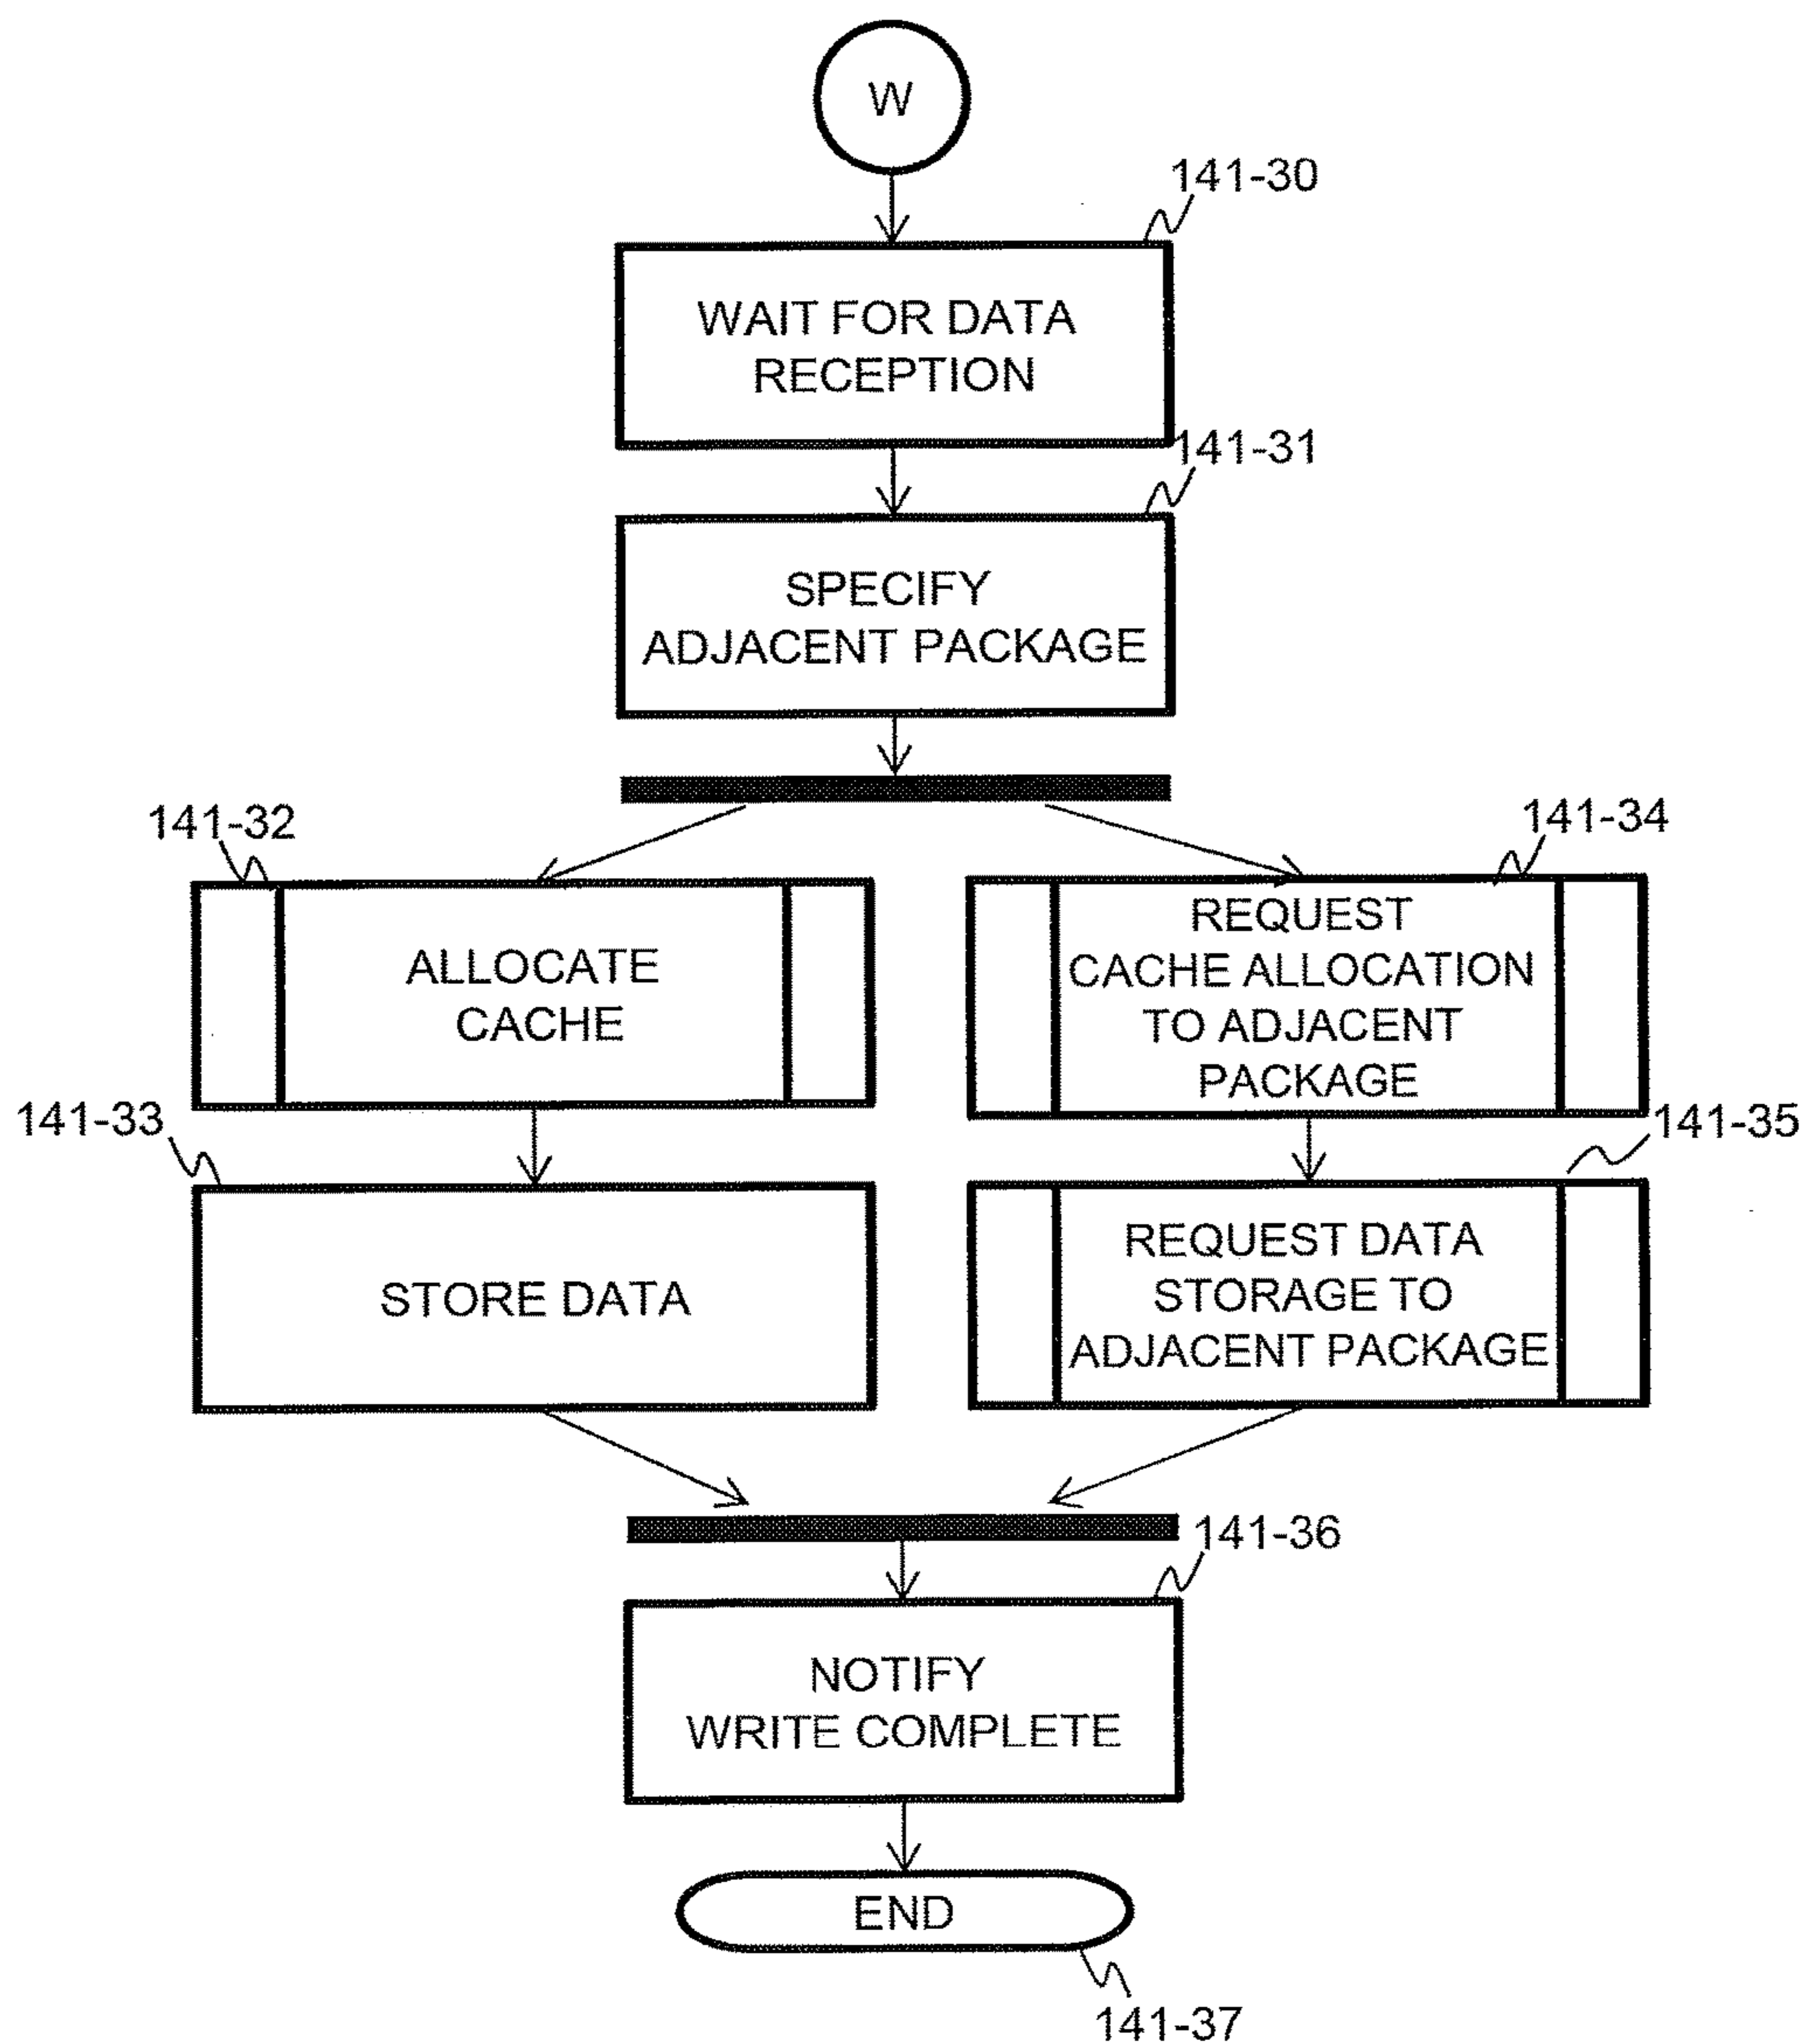 W
141-30
WAIT FOR DATA
RECEPTION
141-31
SPECIFY
ADJACENT PACKAGE
141-32
ALLOCATE
CACHE
141-34
REQUEST
CACHE ALLOCATION
TO ADJACENT
PACKAGE
141-33
STORE DATA
141-35
REQUEST DATA
STORAGE TO
ADJACENT PACKAGE
141-36
NOTIFY
WRITE COMPLETE
END
141-37